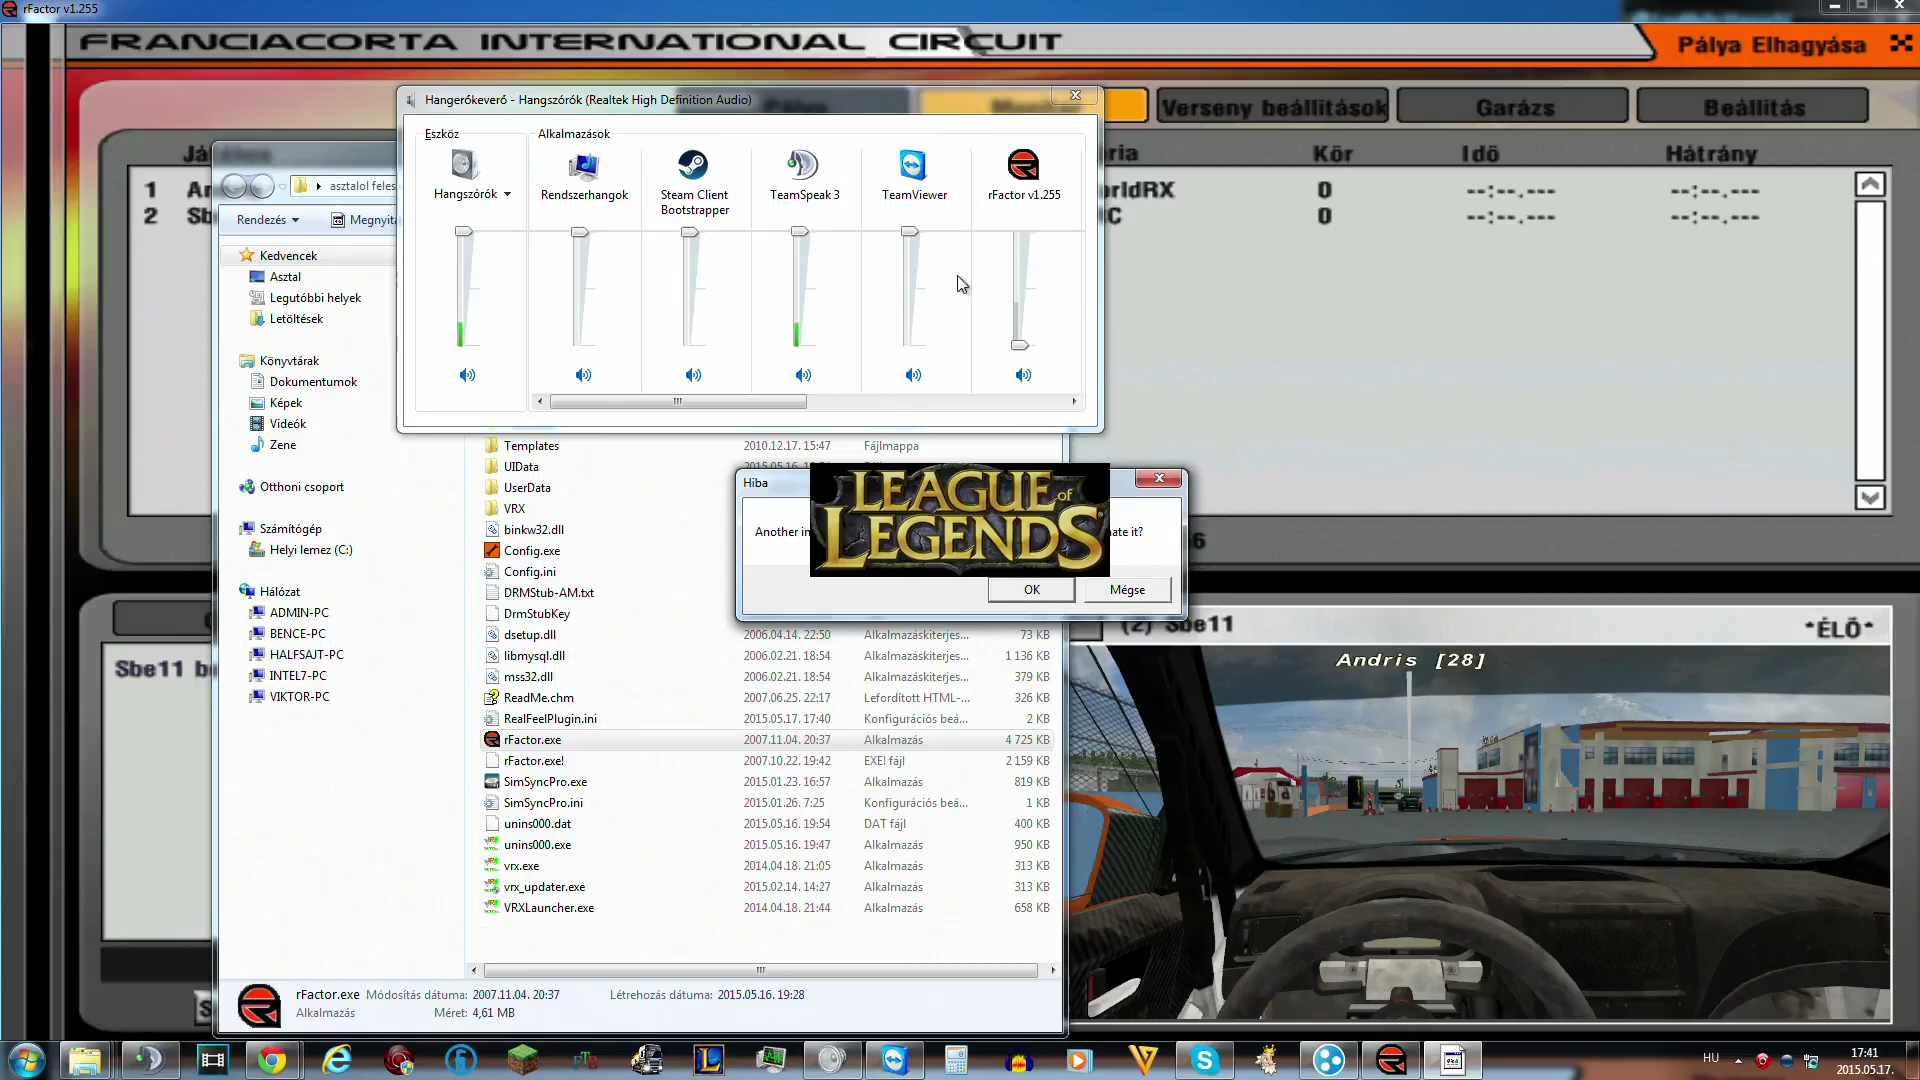 rFactor v1.255
FRANCIACORTA INTERNATIONAL CIRCUIT
Pálya Elhagyása
Hangerőkeverő - Hangszórók (Realtek High Definition Audio)
Verseny beállítások
Garázs
Beállítás
Eszköz
Alkalmazások
Hangszórók
Rendszerhangok
Steam Client
Bootstrapper
TeamSpeak 3
TeamViewer
rFactor v1.255
Kör
Idő
Hátrány
1
orldRX
0
--:--.---
--:--.---
2
C
0
--:--.---
--:--.---
asztalol feles
Rendezés
Megnyita
Kedvencek
Asztal
Legutóbbi helyek
Letöltések
Könyvtárak
Dokumentumok
Képek
Videók
Zene
Otthoni csoport
Számítógép
Helyi lemez (C:)
Hálózat
ADMIN-PC
BENCE-PC
HALFSAJT-PC
INTEL7-PC
VIKTOR-PC
Templates 2010.12.17. 15:47 Fájlmappa
UIData
UserData
VRX
binkw32.dll
Config.exe
Config.ini
DRMStub-AM.txt
DrmStubKey
dsetup.dll 2006.04.14. 22:50 Alkalmazáskiterjes... 73 KB
libmysql.dll 2006.02.21. 18:54 Alkalmazáskiterjes... 1 136 KB
mss32.dll 2006.02.21. 18:54 Alkalmazáskiterjes... 379 KB
ReadMe.chm 2007.06.25. 22:17 Lefordított HTML-... 326 KB
RealFeelPlugin.ini 2015.05.17. 17:40 Konfigurációs beá... 2 KB
rFactor.exe 2007.11.04. 20:37 Alkalmazás 4 725 KB
rFactor.exe! 2007.10.22. 19:42 EXE! fájl 2 159 KB
SimSyncPro.exe 2015.01.23. 16:57 Alkalmazás 819 KB
SimSyncPro.ini 2015.01.26. 7:25 Konfigurációs beá... 1 KB
unins000.dat 2015.05.16. 19:54 DAT fájl 400 KB
unins000.exe 2015.05.16. 19:47 Alkalmazás 950 KB
vrx.exe 2014.04.18. 21:05 Alkalmazás 313 KB
vrx_updater.exe 2015.02.14. 14:27 Alkalmazás 313 KB
VRXLauncher.exe 2014.04.18. 21:44 Alkalmazás 658 KB
Hiba
Another in
ate it?
LEAGUE of
LEGENDS
OK
Mégse
(2) Sbe11
*ÉLŐ*
Andris [28]
Sbe11 be
rFactor.exe Módosítás dátuma: 2007.11.04. 20:37 Létrehozás dátuma: 2015.05.16. 19:28
Alkalmazás Méret: 4,61 MB
HU
17:41
2015.05.17.